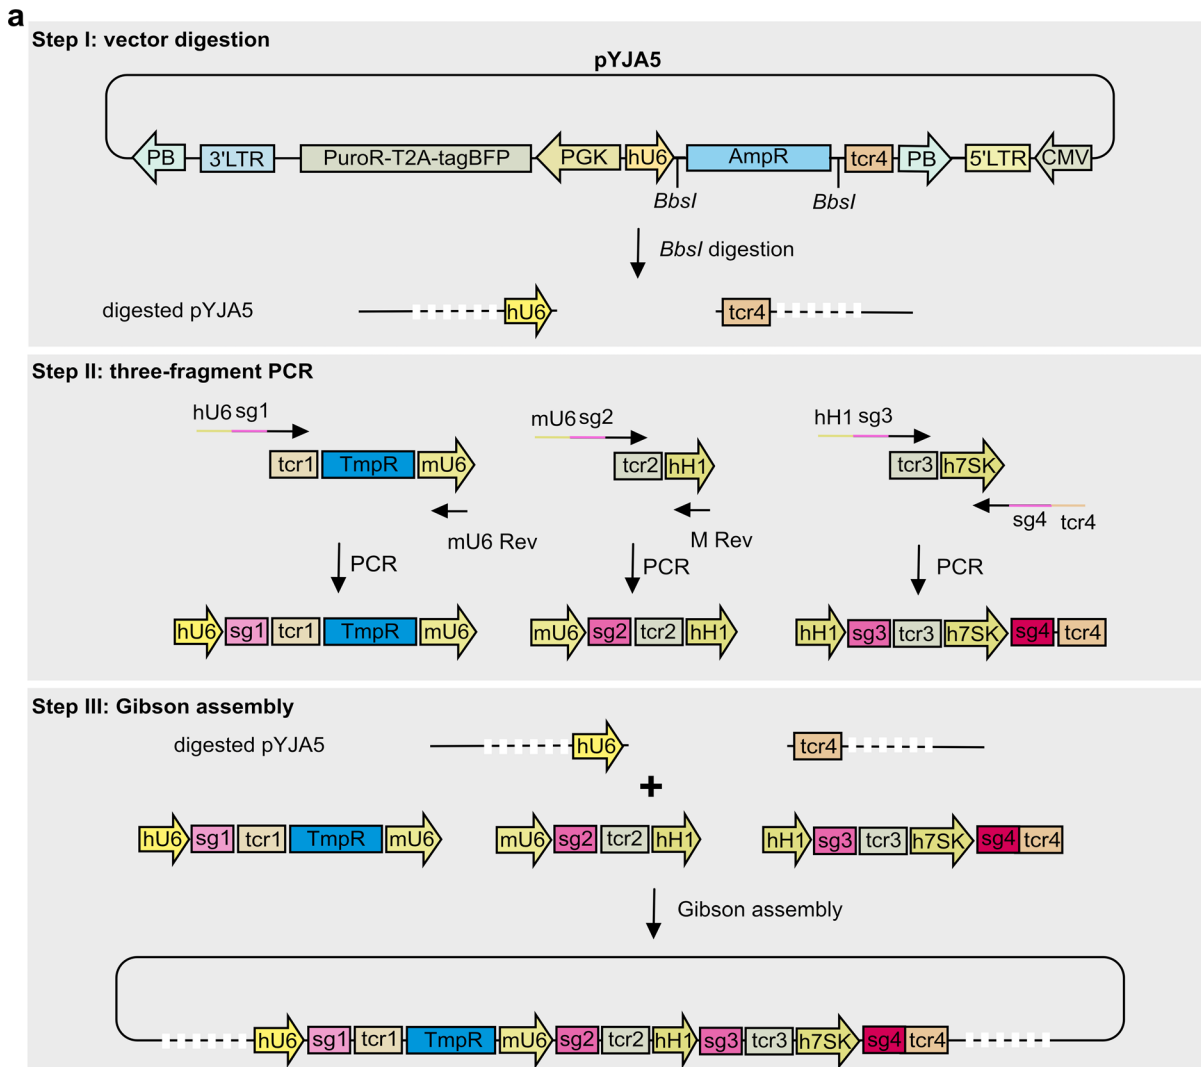 a
Step I: vector digestion
pYJA5
PB 3'LTR PuroR-T2A-tagBFP PGK hU6 AmpR tcr4 PB 5'LTR CMV
BbsI BbsI
BbsI digestion
digested pYJA5 hU6 tcr4
Step II: three-fragment PCR
hU6 sg1 mU6 sg2 hH1 sg3
tcr1 TmpR mU6 tcr2 hH1 tcr3 h7SK
sg4 tcr4
mU6 Rev M Rev
PCR PCR PCR
hU6 sg1 tcr1 TmpR mU6 mU6 sg2 tcr2 hH1 hH1 sg3 tcr3 h7SK sg4 tcr4
Step III: Gibson assembly
digested pYJA5 hU6 tcr4
+
hU6 sg1 tcr1 TmpR mU6 mU6 sg2 tcr2 hH1 hH1 sg3 tcr3 h7SK sg4 tcr4
Gibson assembly
hU6 sg1 tcr1 TmpR mU6 sg2 tcr2 hH1 sg3 tcr3 h7SK sg4 tcr4